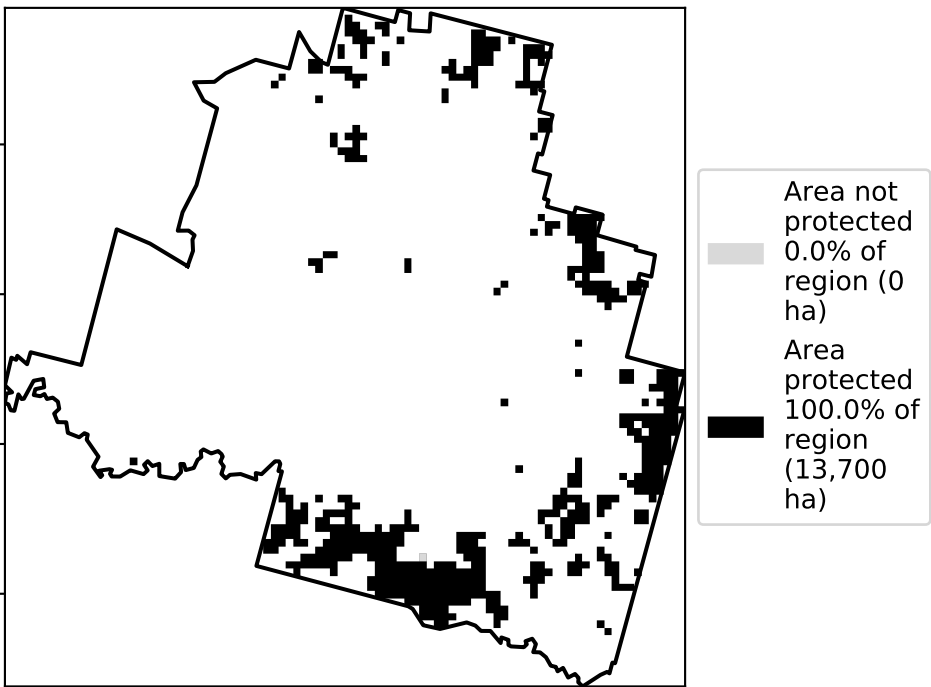 Area not
protected
0.0% of
region (0
ha)
Area
protected
100.0% of
region
(13,700
ha)